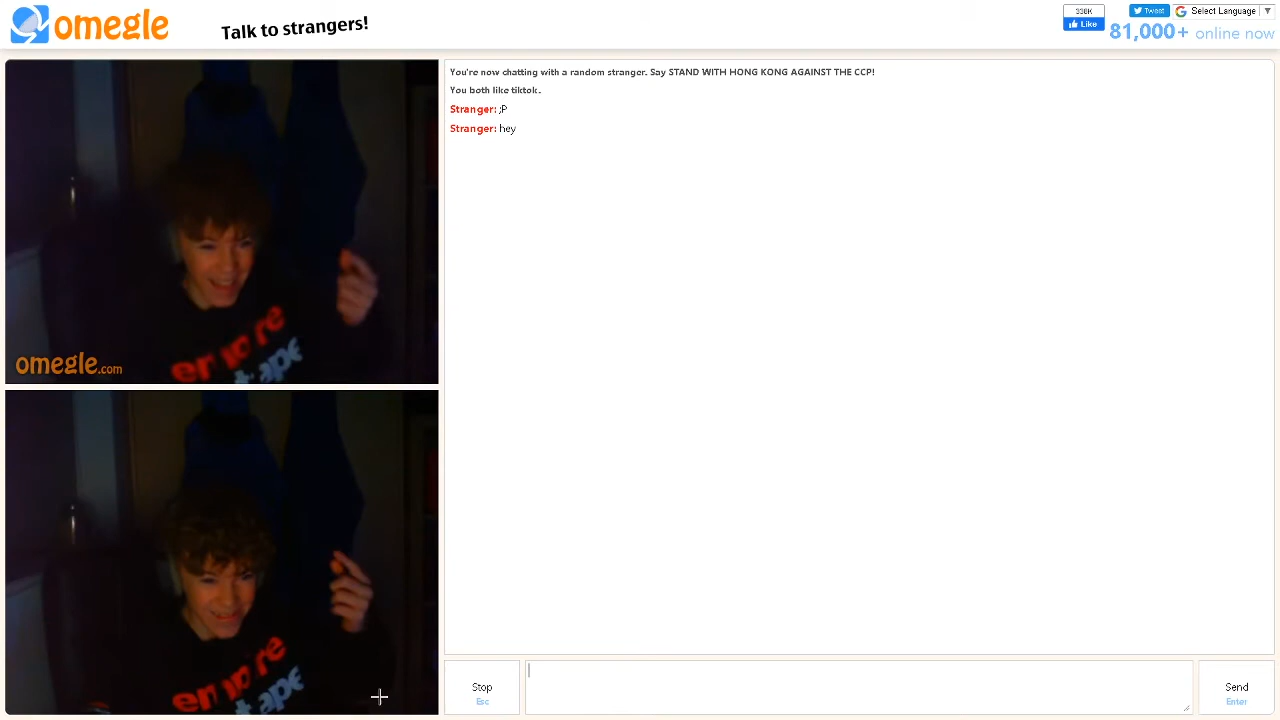 omegle
Talk to strangers!
338K
Like
Tweet
Select Language
81,000+ online now
You're now chatting with a random stranger. Say STAND WITH HONG KONG AGAINST THE CCP!
You both like tiktok.
Stranger: ;P
Stranger: hey
omegle.com
Stop
Esc
Send
Enter